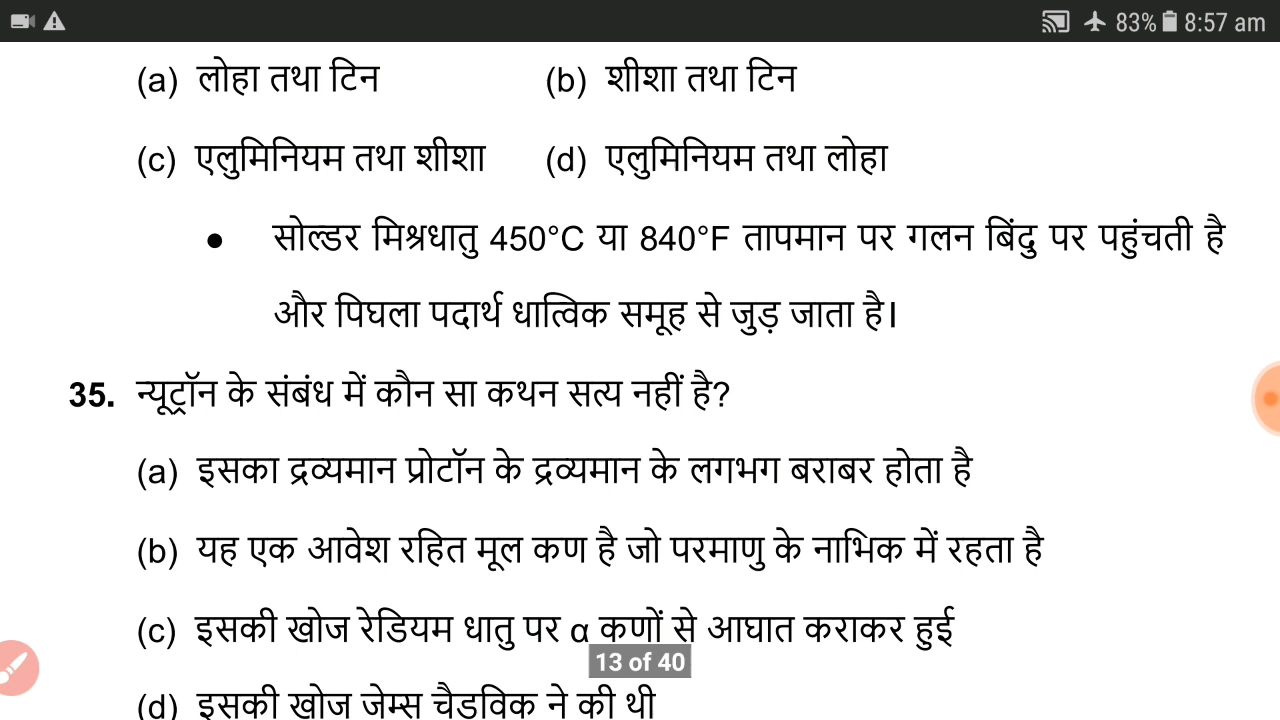 83% 8:57 am
(a) लोहा तथा टिन (b) शीशा तथा टिन
(c) एलुमिनियम तथा शीशा (d) एलुमिनियम तथा लोहा
• सोल्डर मिश्रधातु 450°C या 840°F तापमान पर गलन बिंदु पर पहुंचती है
और पिघला पदार्थ धात्विक समूह से जुड़ जाता है।
35. न्यूट्रॉन के संबंध में कौन सा कथन सत्य नहीं है?
(a) इसका द्रव्यमान प्रोटॉन के द्रव्यमान के लगभग बराबर होता है
(b) यह एक आवेश रहित मूल कण है जो परमाणु के नाभिक में रहता है
(c) इसकी खोज रेडियम धातु पर α कणों से आघात कराकर हुई
13 of 40
(d) इसकी खोज जेम्स चैडविक ने की थी